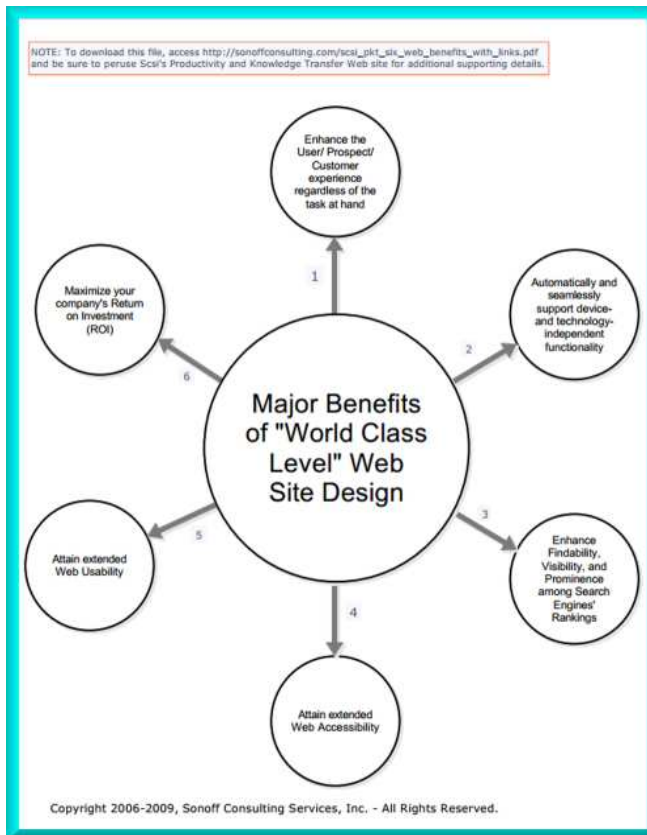 NOTE: To download this file, access http://sonoffconsulting.com/scsi_pkt_six_web_benefits_with_links.pdf
and be sure to peruse Scsi's Productivity and Knowledge Transfer Web site for additional supporting details.
Enhance the
User/ Prospect/
Customer
experience
regardless of the
task at hand
1
Automatically and
seamlessly
support device-
and technology-
independent
functionality
2
Enhance
Findability,
Visibility, and
Prominence
among Search
Engines'
Rankings
3
Attain extended
Web Accessibility
4
Attain extended
Web Usability
5
Maximize your
company's Return
on Investment
(ROI)
6
Major Benefits
of "World Class
Level" Web
Site Design
Copyright 2006-2009, Sonoff Consulting Services, Inc. - All Rights Reserved.